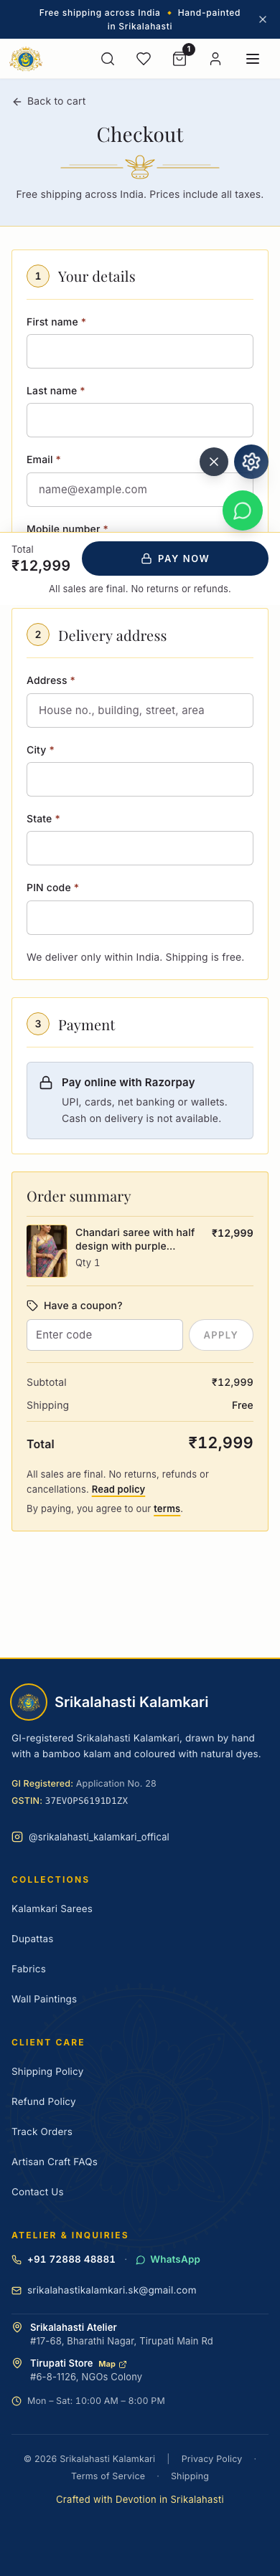 Free shipping across India • Hand-painted
in Srikalahasti
1
Back to cart
Checkout
Free shipping across India. Prices include all taxes.
1 Your details
First name *
Last name *
Email *
name@example.com
Mobile number *
Total
₹12,999
PAY NOW
All sales are final. No returns or refunds.
2 Delivery address
Address *
House no., building, street, area
City *
State *
PIN code *
We deliver only within India. Shipping is free.
3 Payment
Pay online with Razorpay
UPI, cards, net banking or wallets.
Cash on delivery is not available.
Order summary
Chandari saree with half ₹12,999
design with purple...
Qty 1
Have a coupon?
Enter code APPLY
Subtotal ₹12,999
Shipping Free
Total ₹12,999
All sales are final. No returns, refunds or
cancellations. Read policy
By paying, you agree to our terms.
Srikalahasti Kalamkari
GI-registered Srikalahasti Kalamkari, drawn by hand
with a bamboo kalam and coloured with natural dyes.
GI Registered: Application No. 28
GSTIN: 37EVOPS6191D1ZX
@srikalahasti_kalamkari_offical
COLLECTIONS
Kalamkari Sarees
Dupattas
Fabrics
Wall Paintings
CLIENT CARE
Shipping Policy
Refund Policy
Track Orders
Artisan Craft FAQs
Contact Us
ATELIER & INQUIRIES
+91 72888 48881 · WhatsApp
srikalahastikalamkari.sk@gmail.com
Srikalahasti Atelier
#17-68, Bharathi Nagar, Tirupati Main Rd
Tirupati Store Map
#6-8-1126, NGOs Colony
Mon – Sat: 10:00 AM – 8:00 PM
© 2026 Srikalahasti Kalamkari | Privacy Policy ·
Terms of Service · Shipping
Crafted with Devotion in Srikalahasti